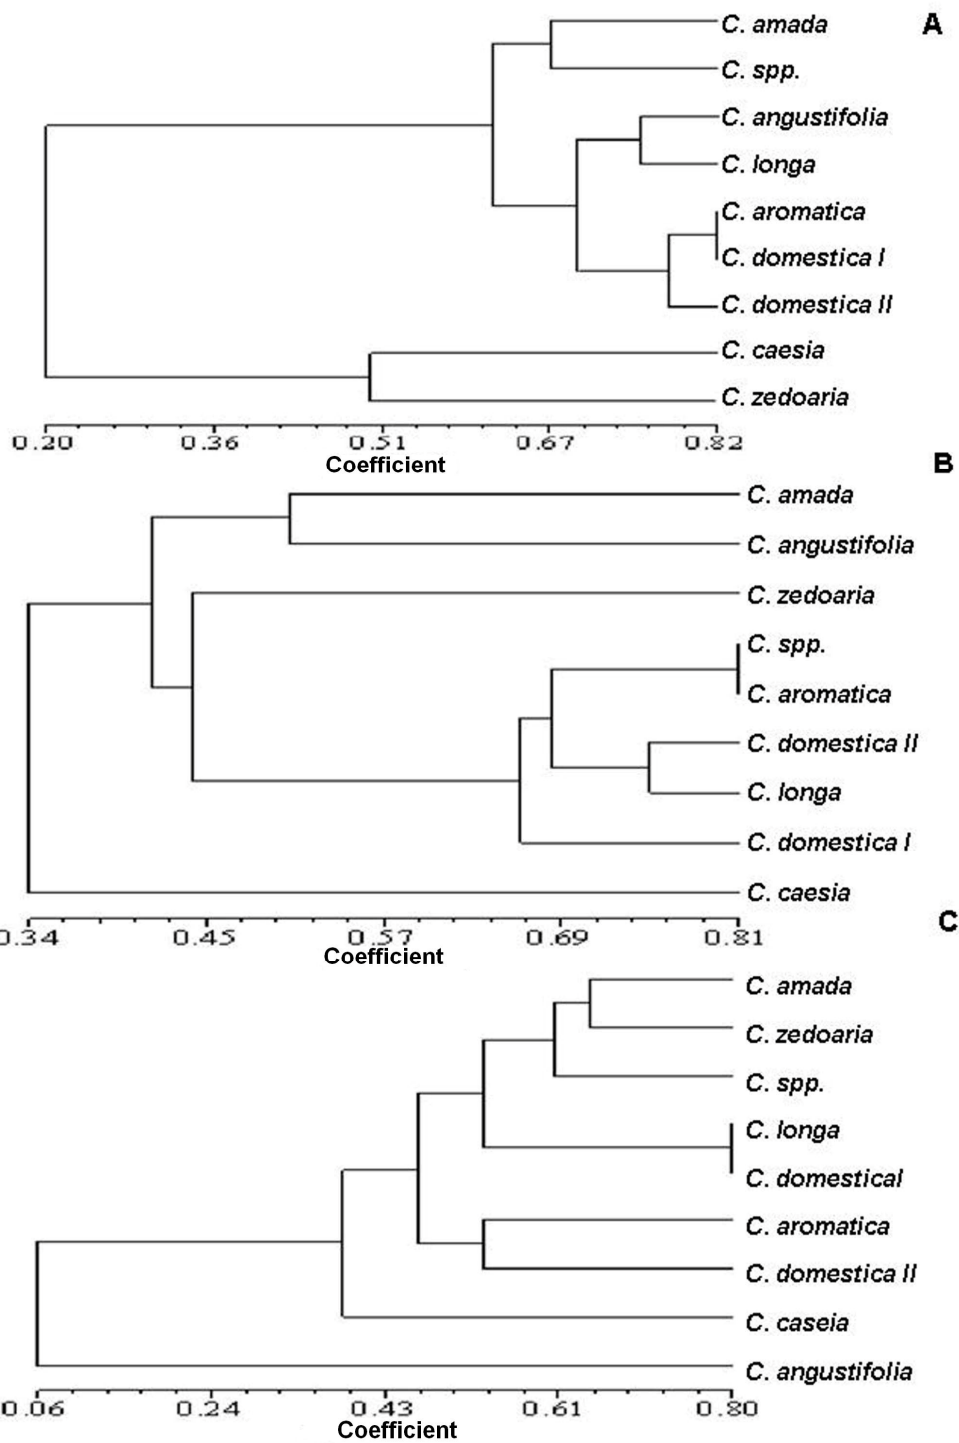 C. amada
A
C. spp.
C. angustifolia
C. longa
C. aromatica
C. domestica I
C. domestica II
C. caesia
C. zedoaria
0.20 0.36 0.51 0.67 0.82
Coefficient
B
C. amada
C. angustifolia
C. zedoaria
C. spp.
C. aromatica
C. domestica II
C. longa
C. domestica I
C. caesia
0.34 0.45 0.57 0.69 0.81
Coefficient
C
C. amada
C. zedoaria
C. spp.
C. longa
C. domesticaI
C. aromatica
C. domestica II
C. caseia
C. angustifolia
0.06 0.24 0.43 0.61 0.80
Coefficient